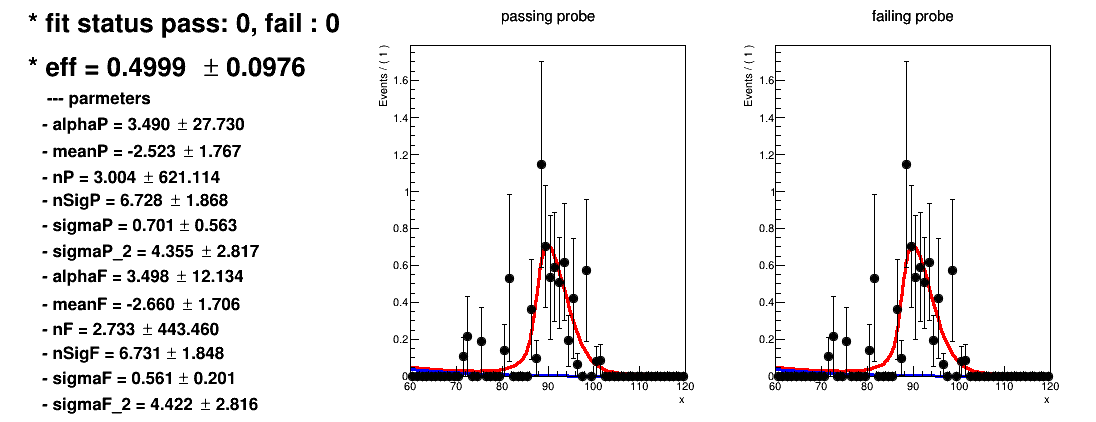 * fit status pass: 0, fail : 0
* eff = 0.4999 ± 0.0976
--- parmeters
- alphaP = 3.490 ± 27.730
- meanP = -2.523 ± 1.767
- nP = 3.004 ± 621.114
- nSigP = 6.728 ± 1.868
- sigmaP = 0.701 ± 0.563
- sigmaP_2 = 4.355 ± 2.817
- alphaF = 3.498 ± 12.134
- meanF = -2.660 ± 1.706
- nF = 2.733 ± 443.460
- nSigF = 6.731 ± 1.848
- sigmaF = 0.561 ± 0.201
- sigmaF_2 = 4.422 ± 2.816
passing probe
Events / ( 1 )
1.6
1.4
1.2
1
0.8
0.6
0.4
0.2
0
60 70 80 90 100 110 120
x
failing probe
Events / ( 1 )
1.6
1.4
1.2
1
0.8
0.6
0.4
0.2
0
60 70 80 90 100 110 120
x